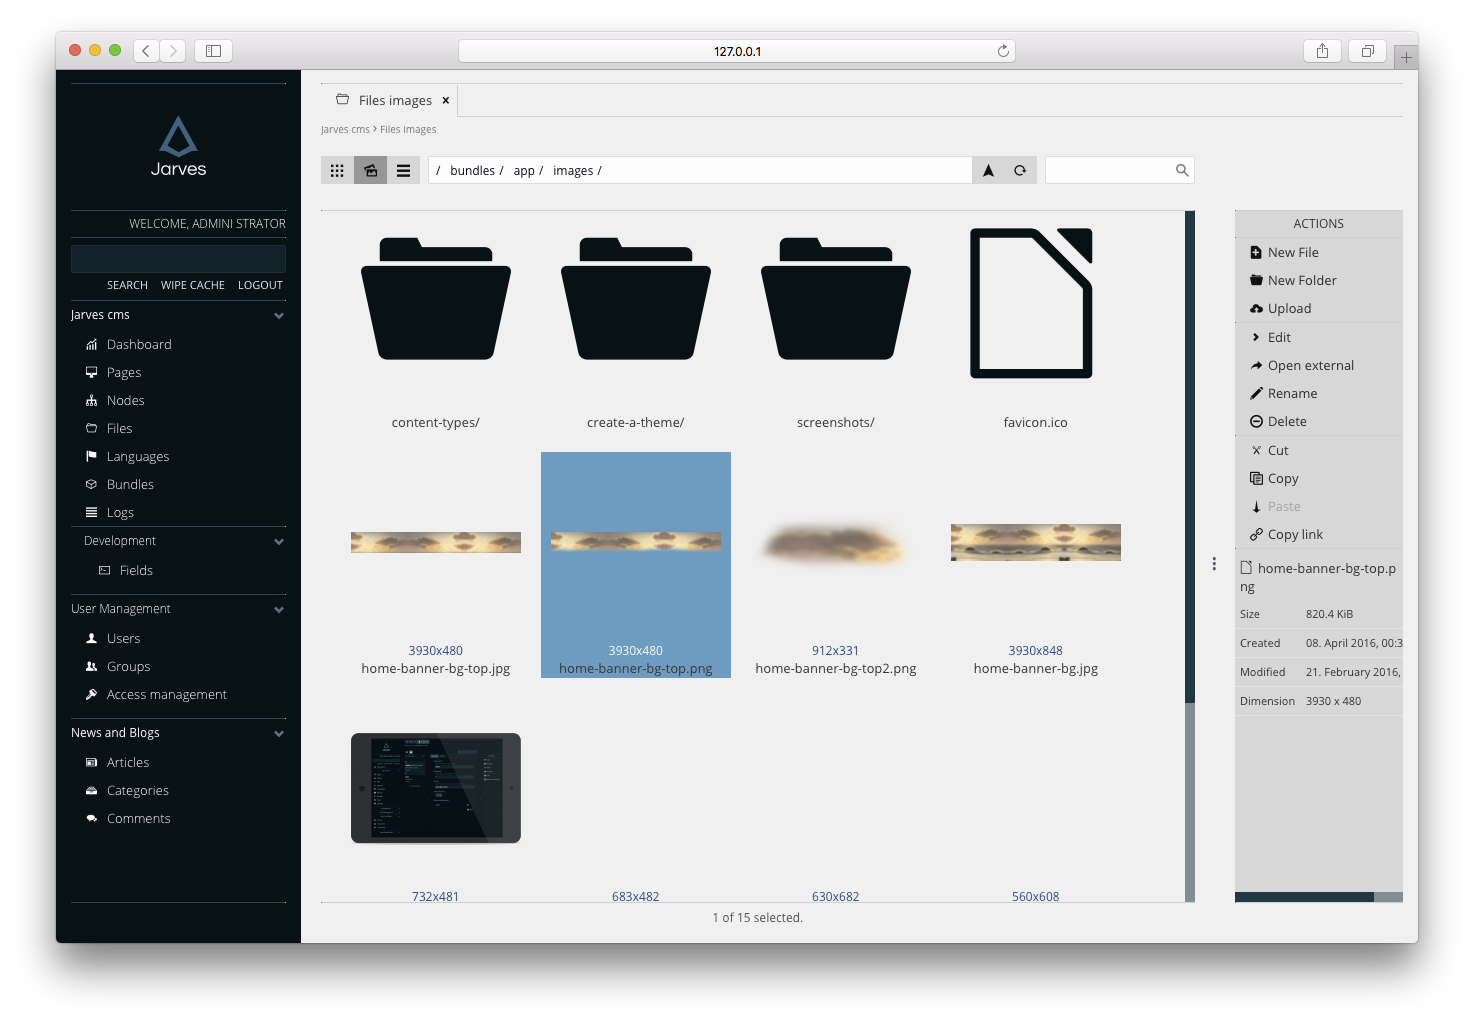 127.0.0.1
Jarves
WELCOME, ADMINI STRATOR
SEARCH WIPE CACHE LOGOUT
Jarves cms
Dashboard
Pages
Nodes
Files
Languages
Bundles
Logs
Development
Fields
User Management
Users
Groups
Access management
News and Blogs
Articles
Categories
Comments
Files images ×
Jarves cms › Files images
/ bundles / app / images /
content-types/
create-a-theme/
screenshots/
favicon.ico
3930x480
home-banner-bg-top.jpg
3930x480
home-banner-bg-top.png
912x331
home-banner-bg-top2.png
3930x848
home-banner-bg.jpg
732x481
683x482
630x682
560x608
1 of 15 selected.
ACTIONS
New File
New Folder
Upload
Edit
Open external
Rename
Delete
Cut
Copy
Paste
Copy link
home-banner-bg-top.p
ng
Size 820.4 KiB
Created 08. April 2016, 00:3
Modified 21. February 2016,
Dimension 3930 x 480